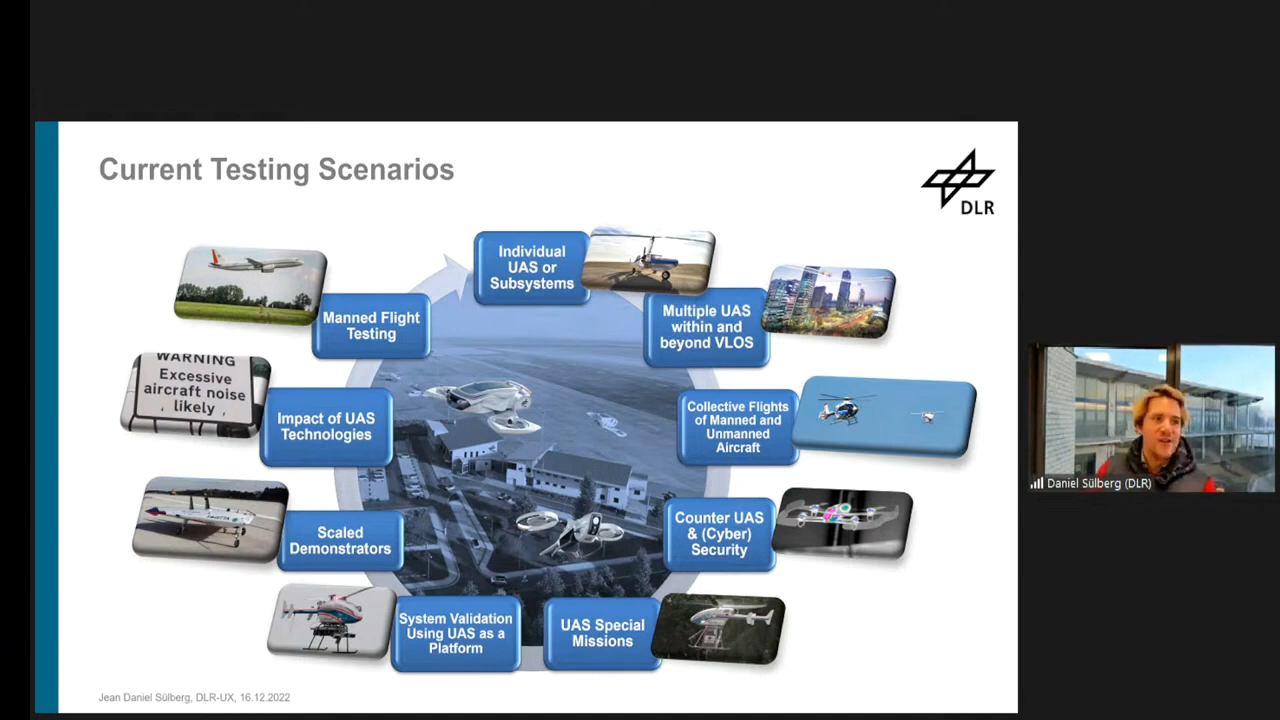 Current Testing Scenarios
DLR
Individual
UAS or
Subsystems
Multiple UAS
within and
beyond VLOS
Collective Flights
of Manned and
Unmanned
Aircraft
Counter UAS
& (Cyber)
Security
UAS Special
Missions
System Validation
Using UAS as a
Platform
Scaled
Demonstrators
Impact of UAS
Technologies
WARNING
Excessive
aircraft noise
likely
Manned Flight
Testing
Jean Daniel Sülberg, DLR-UX, 16.12.2022
Daniel Sülberg (DLR)